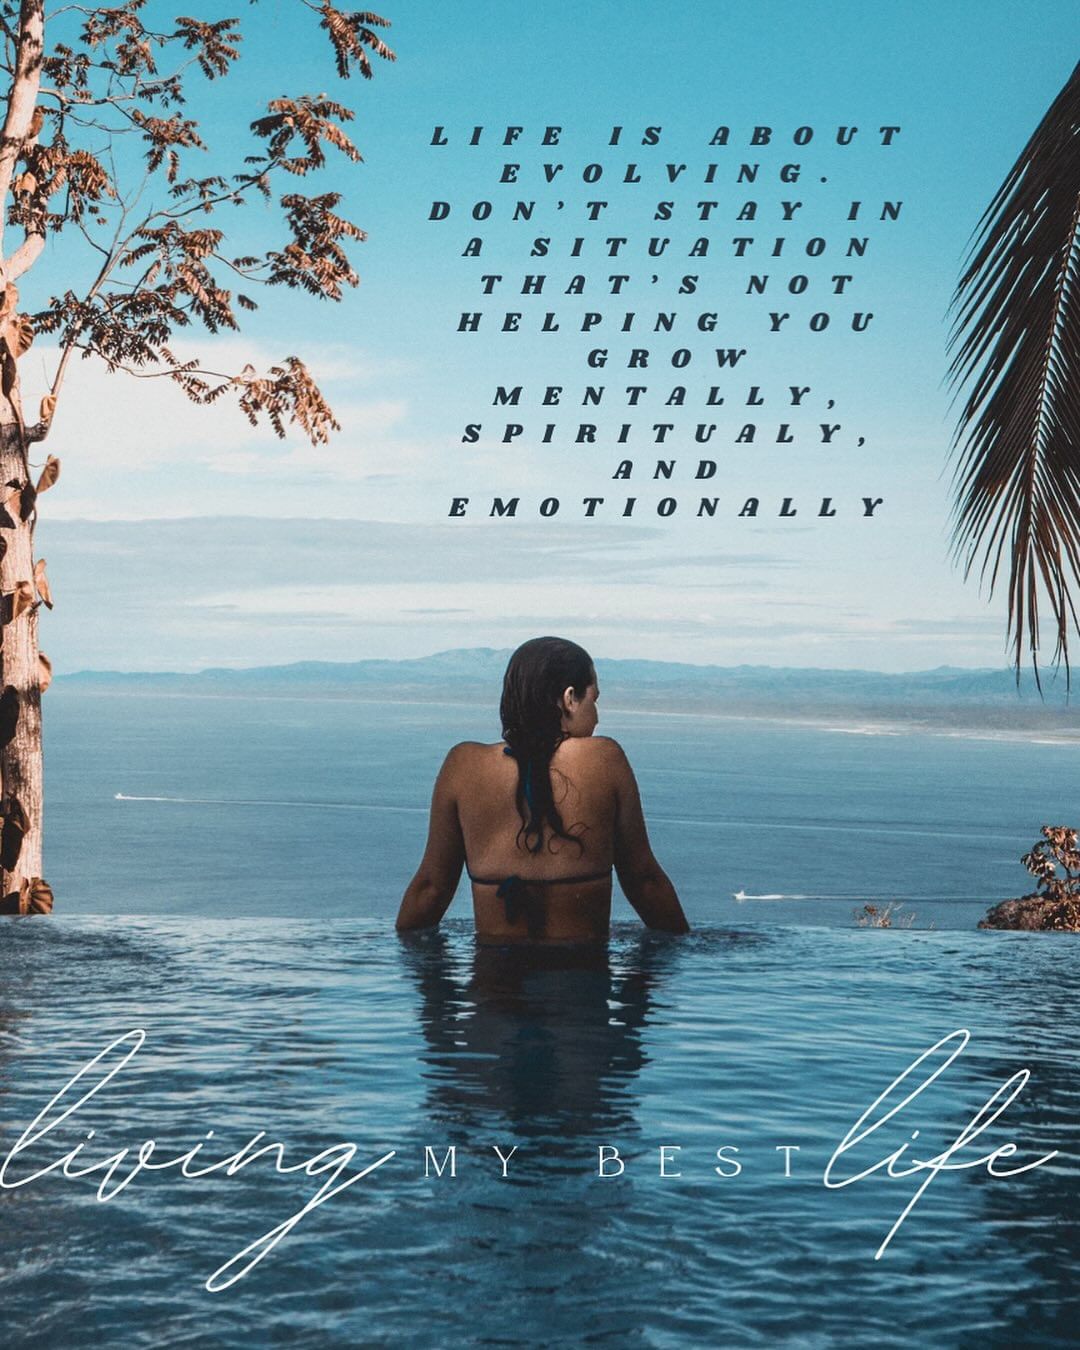 LIFE IS ABOUT
EVOLVING.
DON'T STAY IN
A SITUATION
THAT'S NOT
HELPING YOU
GROW
MENTALLY,
SPIRITUALY,
AND
EMOTIONALLY
living MY BEST life